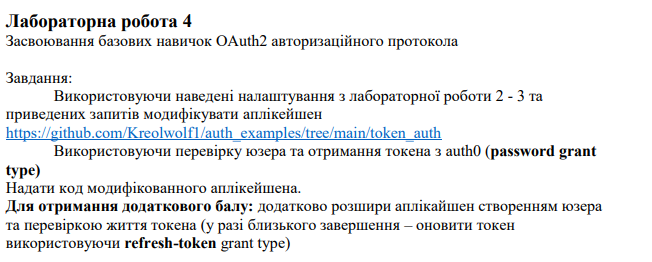 Лабораторна робота 4
Засвоювання базових навичок OAuth2 авторизаційного протокола
Завдання:
Використовуючи наведені налаштування з лабораторної роботи 2 - 3 та
приведених запитів модифікувати аплікейшен
https://github.com/Kreolwolf1/auth_examples/tree/main/token_auth
Використовуючи перевірку юзера та отримання токена з auth0 (password grant
type)
Надати код модифікованного аплікейшена.
Для отримання додаткового балу: додатково розшири аплікайшен створенням юзера
та перевіркою життя токена (у разі близького завершення – оновити токен
використовуючи refresh-token grant type)